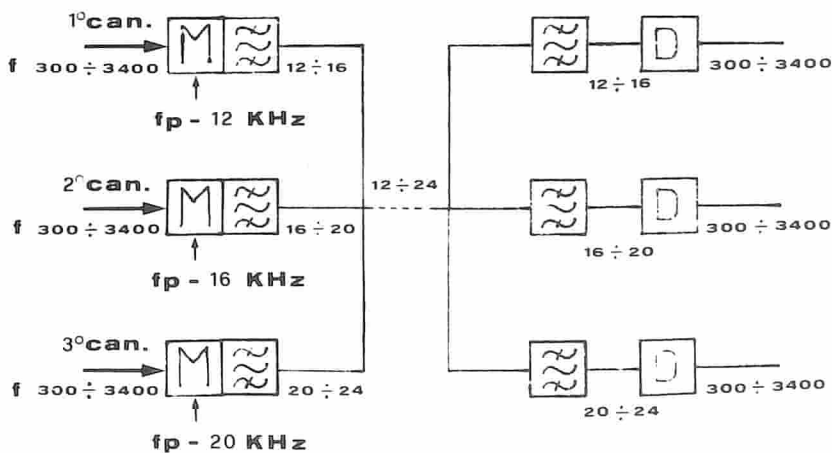 1° can.
f 300 ÷ 3400
M
12 ÷ 16
fp - 12 KHz
12 ÷ 16
D
300 ÷ 3400
2° can.
f 300 ÷ 3400
M
16 ÷ 20
fp - 16 KHz
12 ÷ 24
16 ÷ 20
D
300 ÷ 3400
3° can.
f 300 ÷ 3400
M
20 ÷ 24
fp - 20 KHz
20 ÷ 24
D
300 ÷ 3400